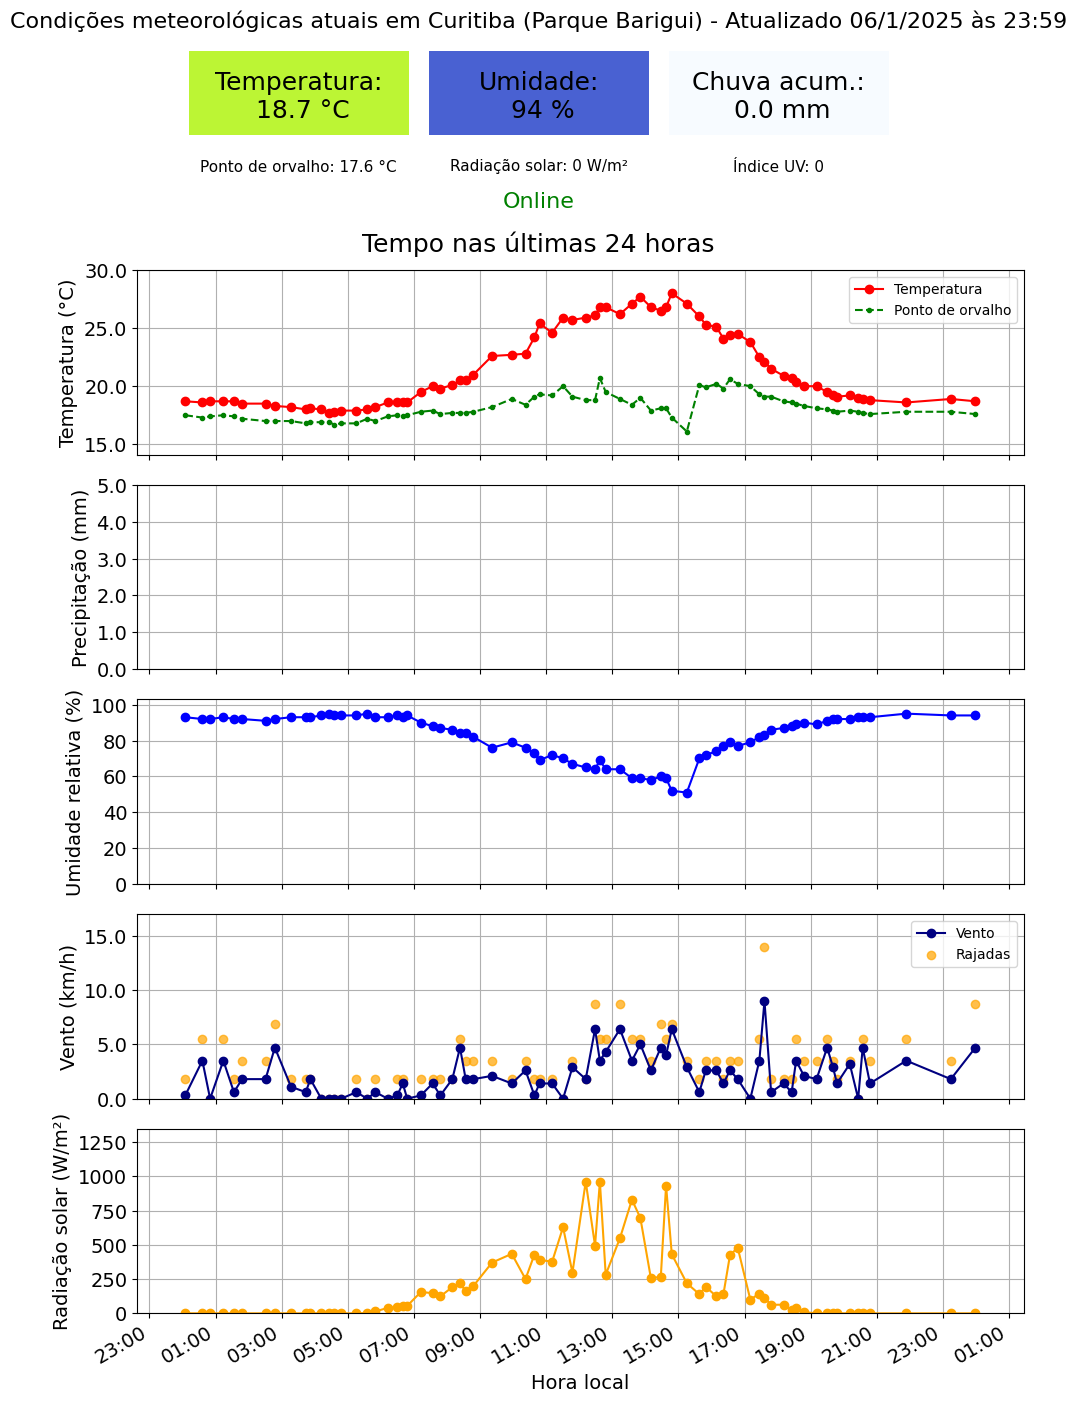 Condições meteorológicas atuais em Curitiba (Parque Barigui) - Atualizado 06/1/2025 às 23:59
Temperatura:
18.7 °C
Umidade:
94 %
Chuva acum.:
0.0 mm
Ponto de orvalho: 17.6 °C
Radiação solar: 0 W/m²
Índice UV: 0
Online
Tempo nas últimas 24 horas
Temperatura (°C)
30.0
25.0
20.0
15.0
Temperatura
Ponto de orvalho
Precipitação (mm)
5.0
4.0
3.0
2.0
1.0
0.0
Umidade relativa (%)
100
80
60
40
20
0
Vento (km/h)
15.0
10.0
5.0
0.0
Vento
Rajadas
Radiação solar (W/m²)
1250
1000
750
500
250
0
23:00 01:00 03:00 05:00 07:00 09:00 11:00 13:00 15:00 17:00 19:00 21:00 23:00 01:00
Hora local